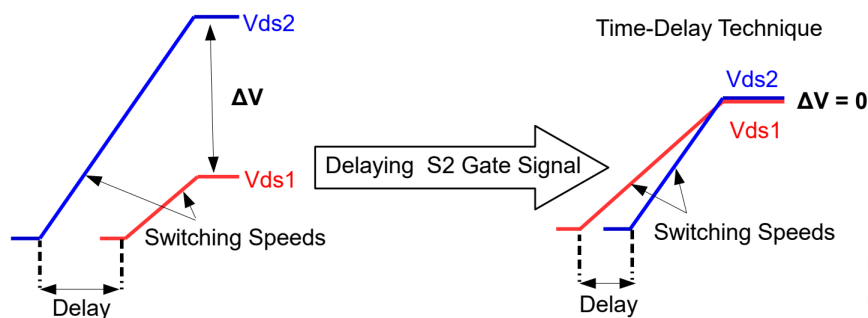 Vds2
ΔV
Vds1
Switching Speeds
Delay
Delaying S2 Gate Signal
Time-Delay Technique
Vds2
ΔV = 0
Vds1
Switching Speeds
Delay